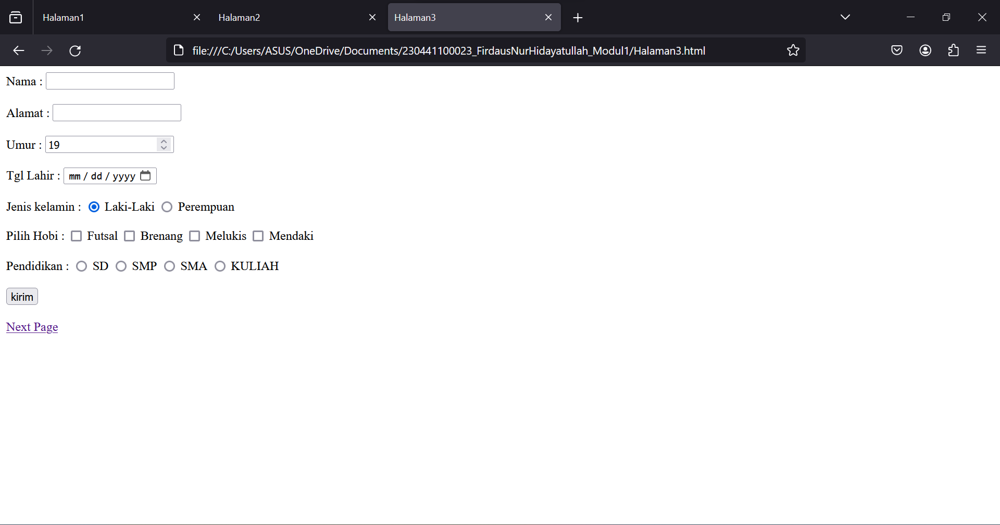 Halaman1 Halaman2 Halaman3
file:///C:/Users/ASUS/OneDrive/Documents/230441100023_FirdausNurHidayatullah_Modul1/Halaman3.html
Nama :
Alamat :
Umur : 19
Tgl Lahir : mm / dd / yyyy
Jenis kelamin : Laki-Laki Perempuan
Pilih Hobi : Futsal Brenang Melukis Mendaki
Pendidikan : SD SMP SMA KULIAH
kirim
Next Page